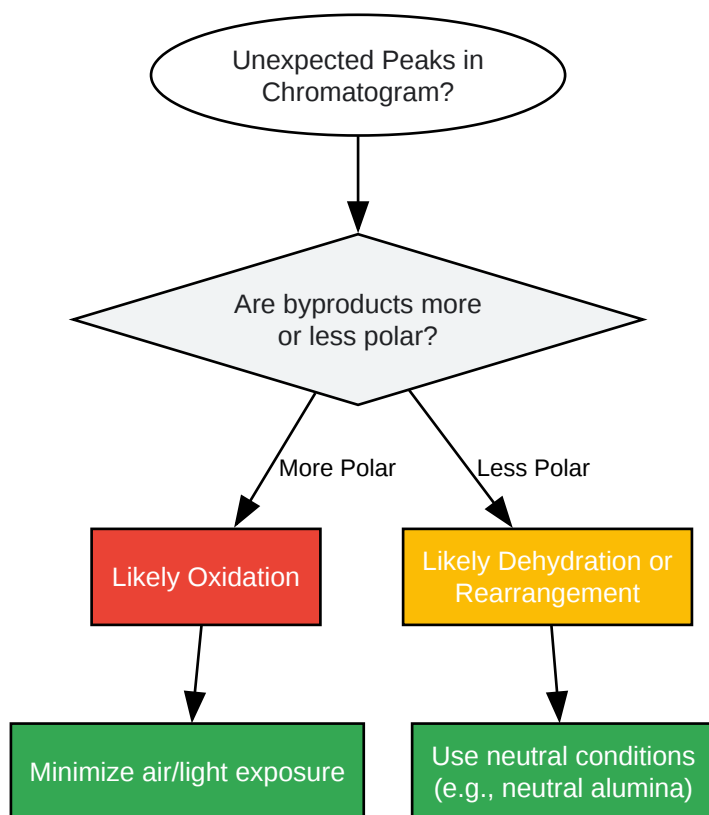 Unexpected Peaks in
Chromatogram?
Are byproducts more
or less polar?
More Polar
Less Polar
Likely Oxidation
Likely Dehydration or
Rearrangement
Minimize air/light exposure
Use neutral conditions
(e.g., neutral alumina)